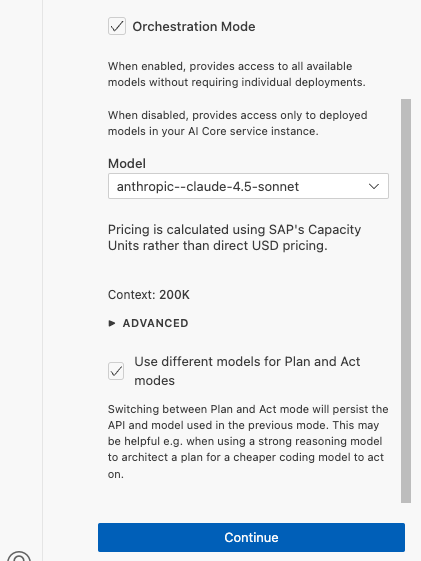 Orchestration Mode
When enabled, provides access to all available
models without requiring individual deployments.
When disabled, provides access only to deployed
models in your AI Core service instance.
Model
anthropic--claude-4.5-sonnet
Pricing is calculated using SAP's Capacity
Units rather than direct USD pricing.
Context: 200K
ADVANCED
Use different models for Plan and Act
modes
Switching between Plan and Act mode will persist the
API and model used in the previous mode. This may
be helpful e.g. when using a strong reasoning model
to architect a plan for a cheaper coding model to act
on.
Continue